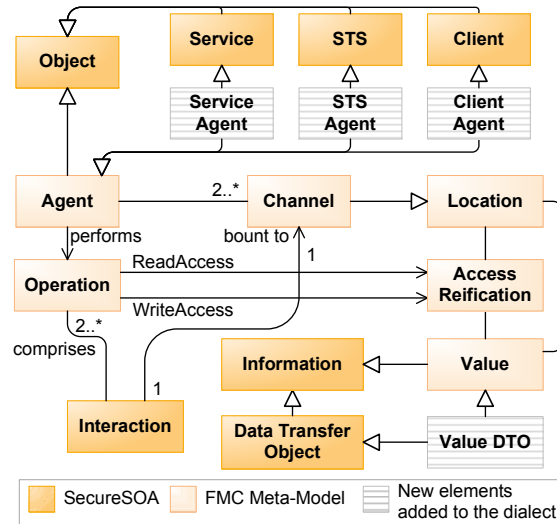 Object
Service
STS
Client
Service
Agent
STS
Agent
Client
Agent
Agent
2..*
Channel
Location
performs
bound to
1
Operation
ReadAccess
WriteAccess
Access
Reification
2..*
comprises
1
Information
Value
Interaction
Data Transfer
Object
Value DTO
SecureSOA
FMC Meta-Model
New elements
added to the dialect